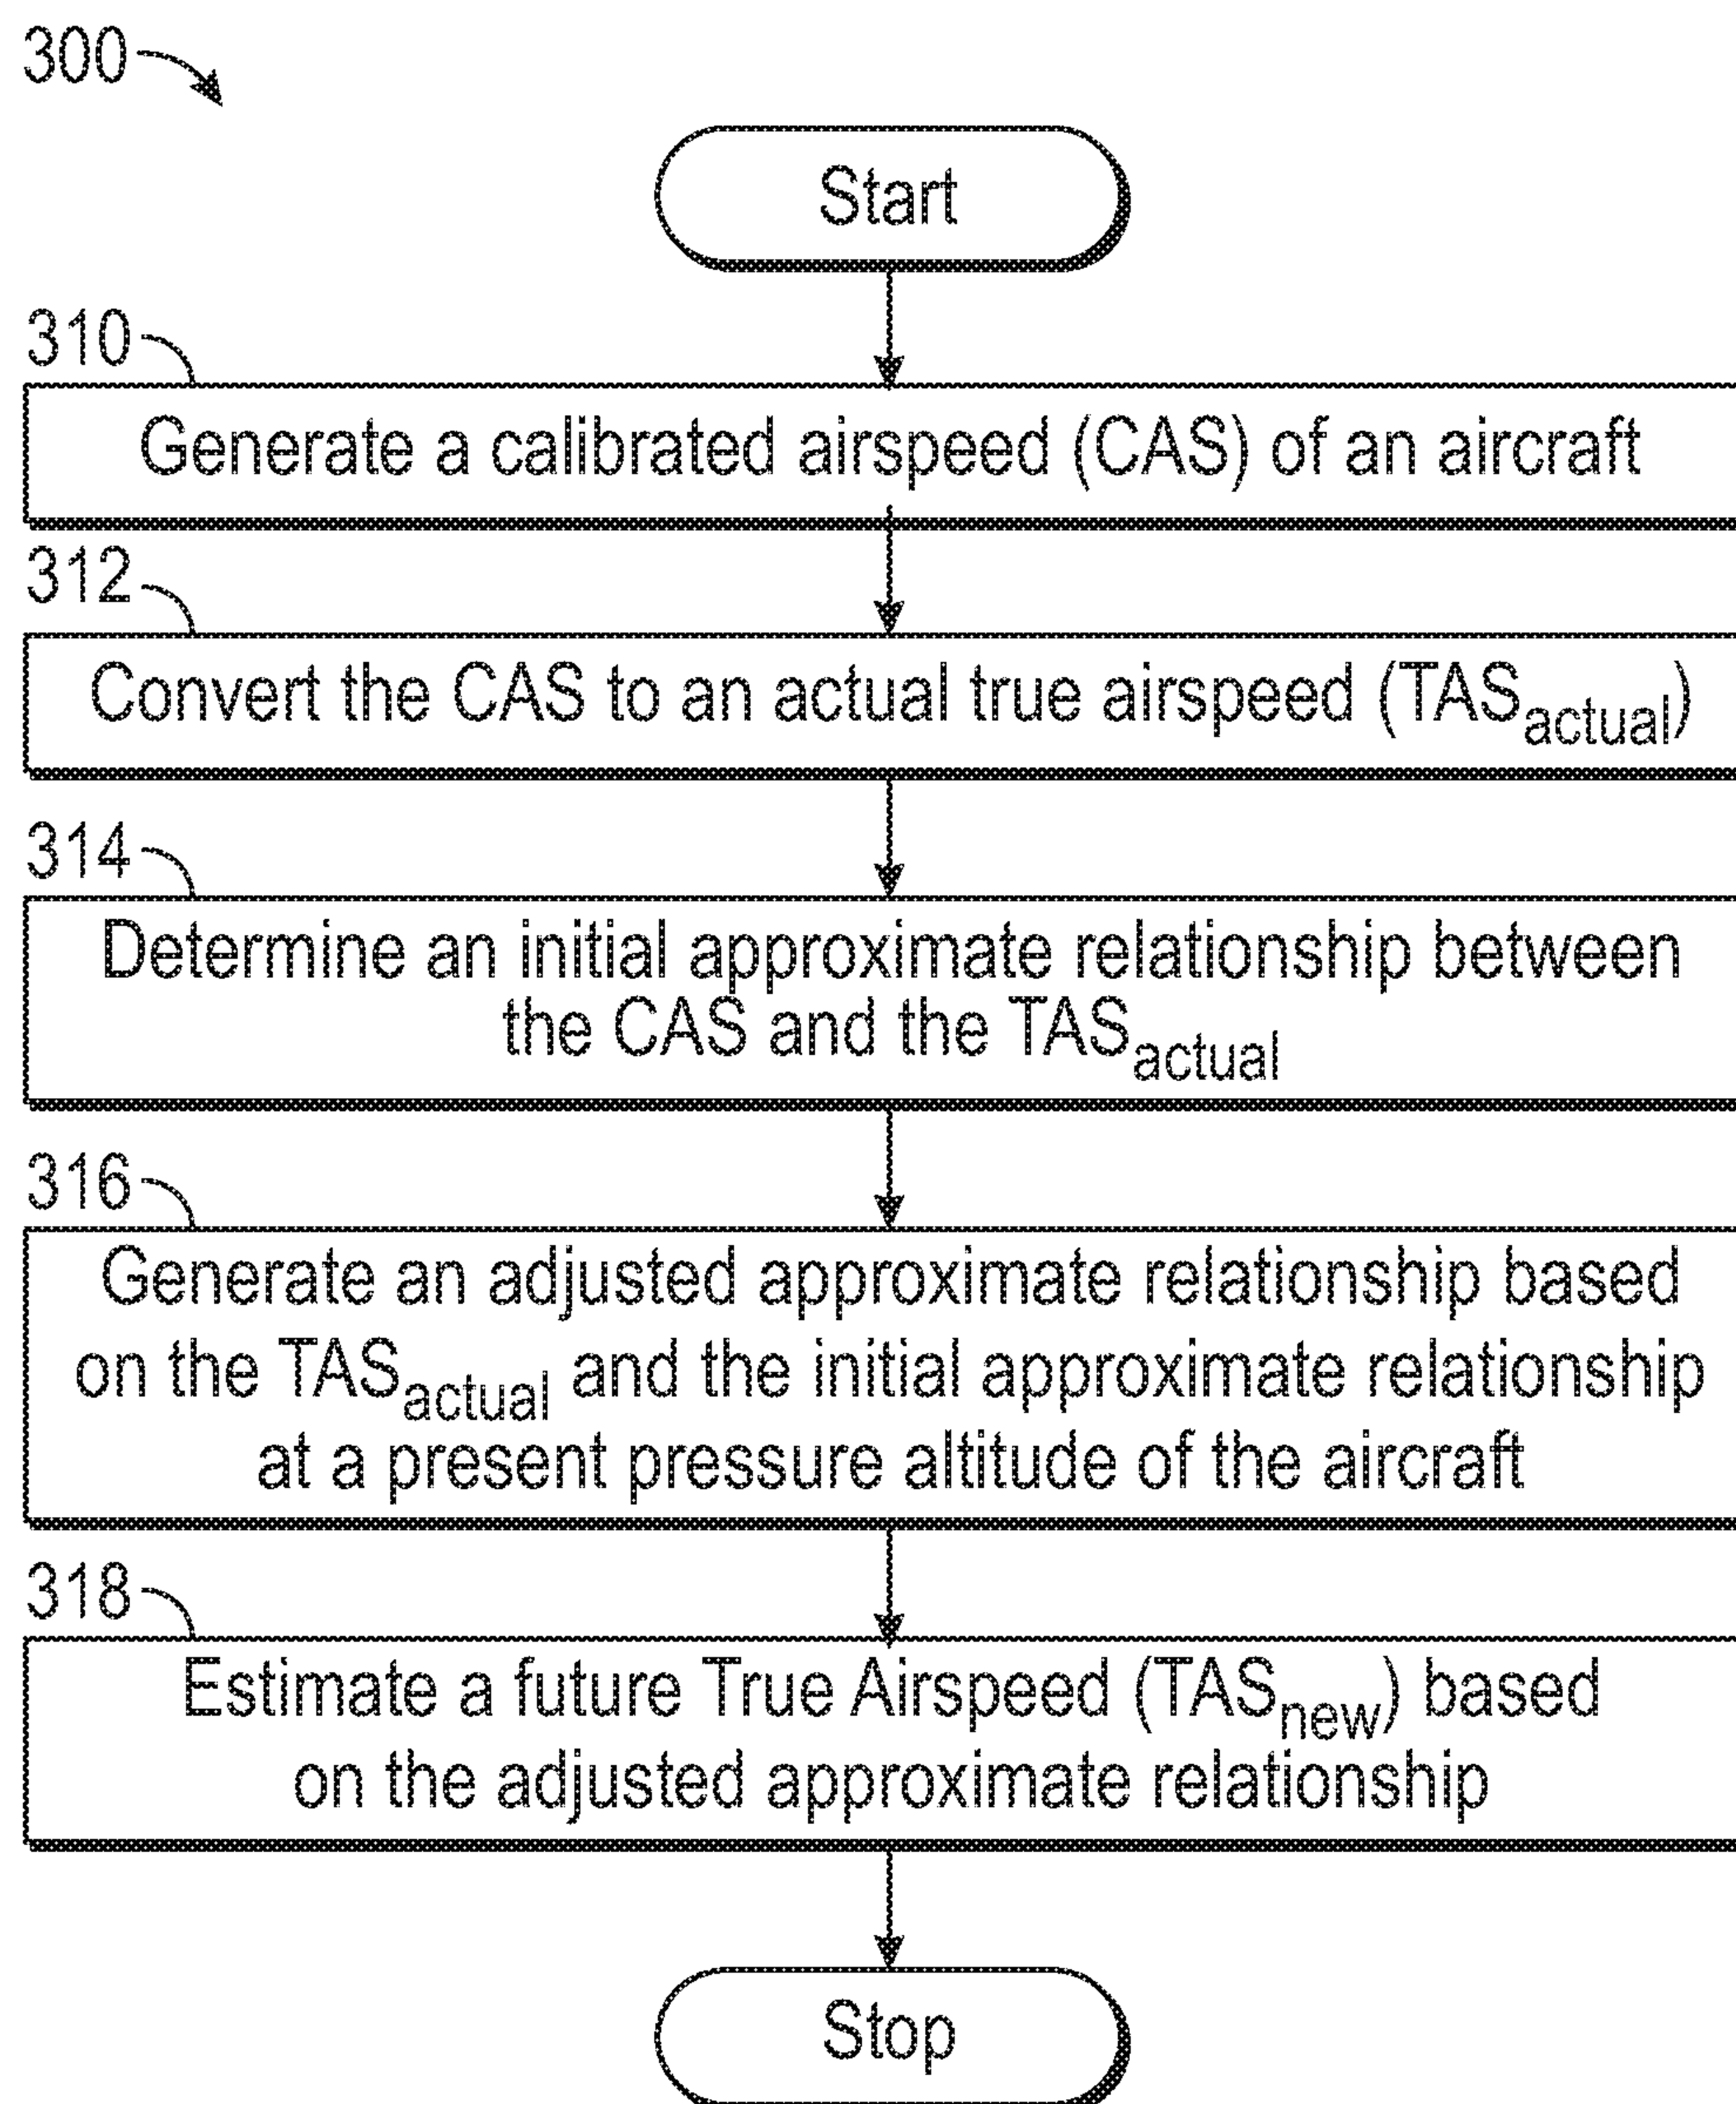 300
Start
310
Generate a calibrated airspeed (CAS) of an aircraft
312
Convert the CAS to an actual true airspeed (TASactual)
314
Determine an initial approximate relationship between
the CAS and the TASactual
316
Generate an adjusted approximate relationship based
on the TASactual and the initial approximate relationship
at a present pressure altitude of the aircraft
318
Estimate a future True Airspeed (TASnew) based
on the adjusted approximate relationship
Stop